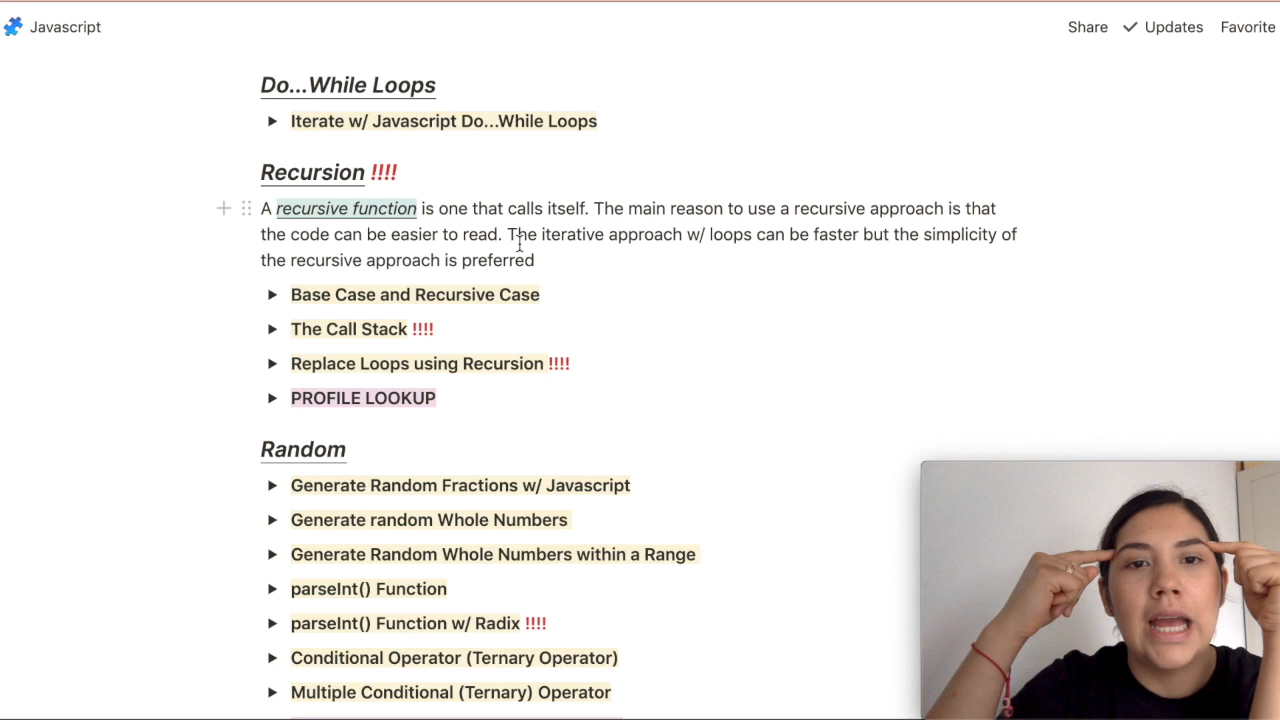 Javascript
Share
Updates
Favorite
Do...While Loops
Iterate w/ Javascript Do...While Loops
Recursion !!!!
A recursive function is one that calls itself. The main reason to use a recursive approach is that
the code can be easier to read. The iterative approach w/ loops can be faster but the simplicity of
the recursive approach is preferred
Base Case and Recursive Case
The Call Stack !!!!
Replace Loops using Recursion !!!!
PROFILE LOOKUP
Random
Generate Random Fractions w/ Javascript
Generate random Whole Numbers
Generate Random Whole Numbers within a Range
parseInt() Function
parseInt() Function w/ Radix !!!!
Conditional Operator (Ternary Operator)
Multiple Conditional (Ternary) Operator